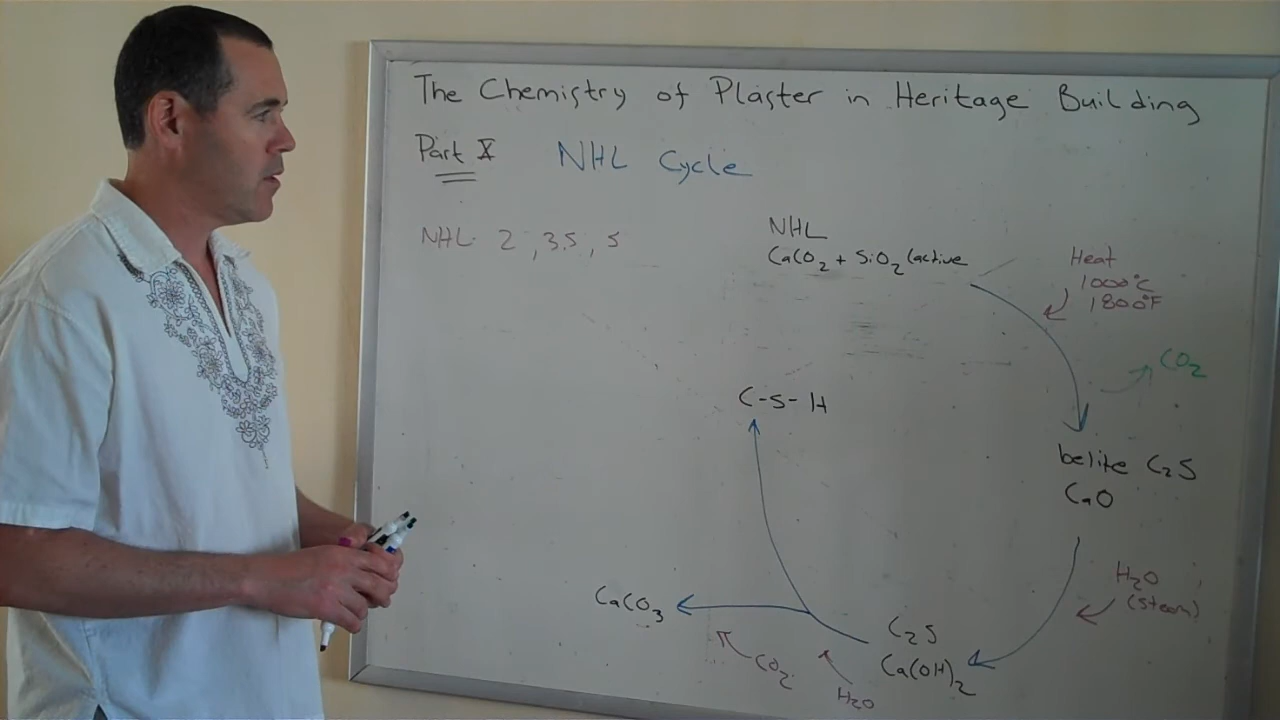 The Chemistry of Plaster in Heritage Building
Part X NHL Cycle
NHL: 2, 3.5, 5
NHL
CaCO2 + SiO2 (active
Heat
1000°C
1800°F
CO2
C-S-H
belite C2S
CaO
H2O
(steam)
CaCO3
C2S
Ca(OH)2
CO2
H2O